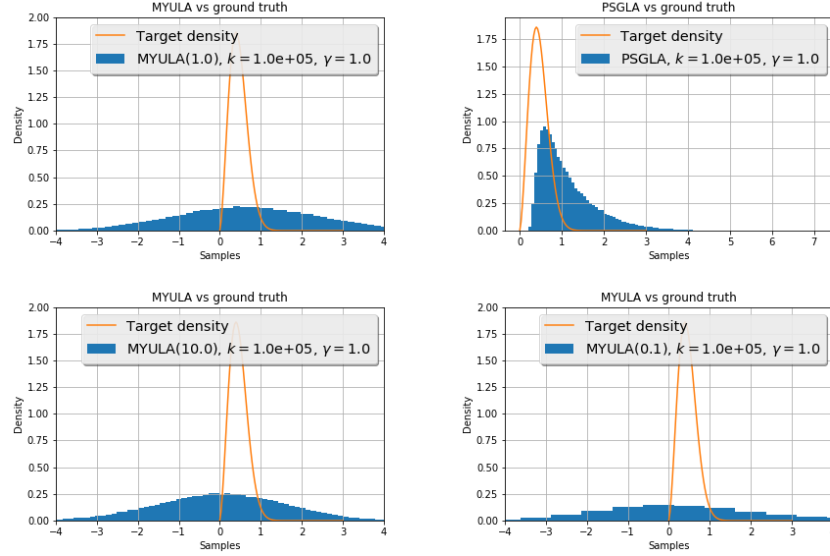 MYULA vs ground truth
Target density
MYULA(1.0), k = 1.0e+05, γ = 1.0
Density
2.00
1.75
1.50
1.25
1.00
0.75
0.50
0.25
0.00
−4 −3 −2 −1 0 1 2 3 4
Samples
PSGLA vs ground truth
Target density
PSGLA, k = 1.0e+05, γ = 1.0
Density
1.75
1.50
1.25
1.00
0.75
0.50
0.25
0.00
0 1 2 3 4 5 6 7
Samples
MYULA vs ground truth
Target density
MYULA(10.0), k = 1.0e+05, γ = 1.0
Density
2.00
1.75
1.50
1.25
1.00
0.75
0.50
0.25
0.00
−4 −3 −2 −1 0 1 2 3 4
Samples
MYULA vs ground truth
Target density
MYULA(0.1), k = 1.0e+05, γ = 1.0
Density
2.00
1.75
1.50
1.25
1.00
0.75
0.50
0.25
0.00
−4 −3 −2 −1 0 1 2 3
Samples